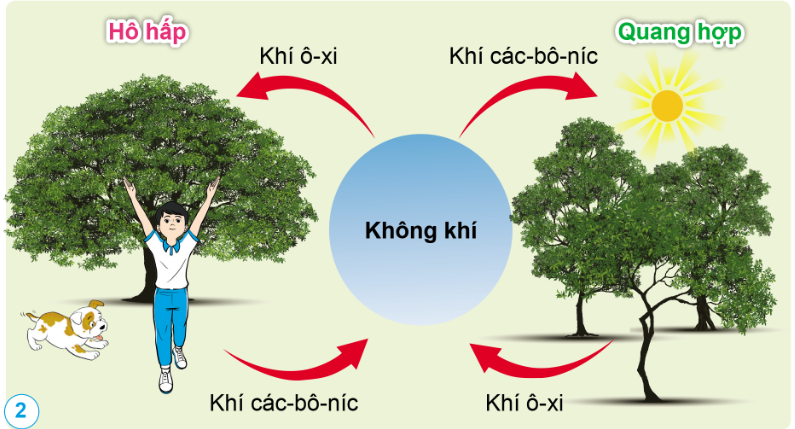 Hô hấp
Quang hợp
Khí ô-xi
Khí các-bô-níc
Không khí
Khí các-bô-níc
Khí ô-xi
2